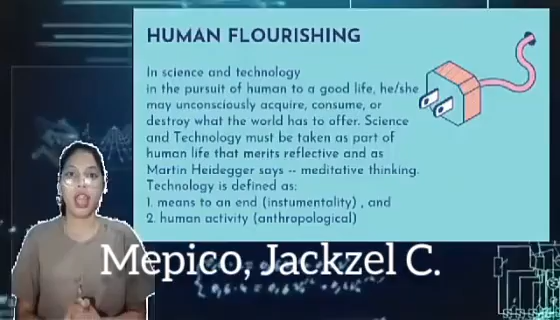 HUMAN FLOURISHING
In science and technology
in the pursuit of human to a good life, he/she
may unconsciously acquire, consume, or
destroy what the world has to offer. Science
and Technology must be taken as part of
human life that merits reflective and as
Martin Heidegger says -- meditative thinking.
Technology is defined as:
1. means to an end (instumentality) , and
2. human activity (anthropological)
Mepico, Jackzel C.